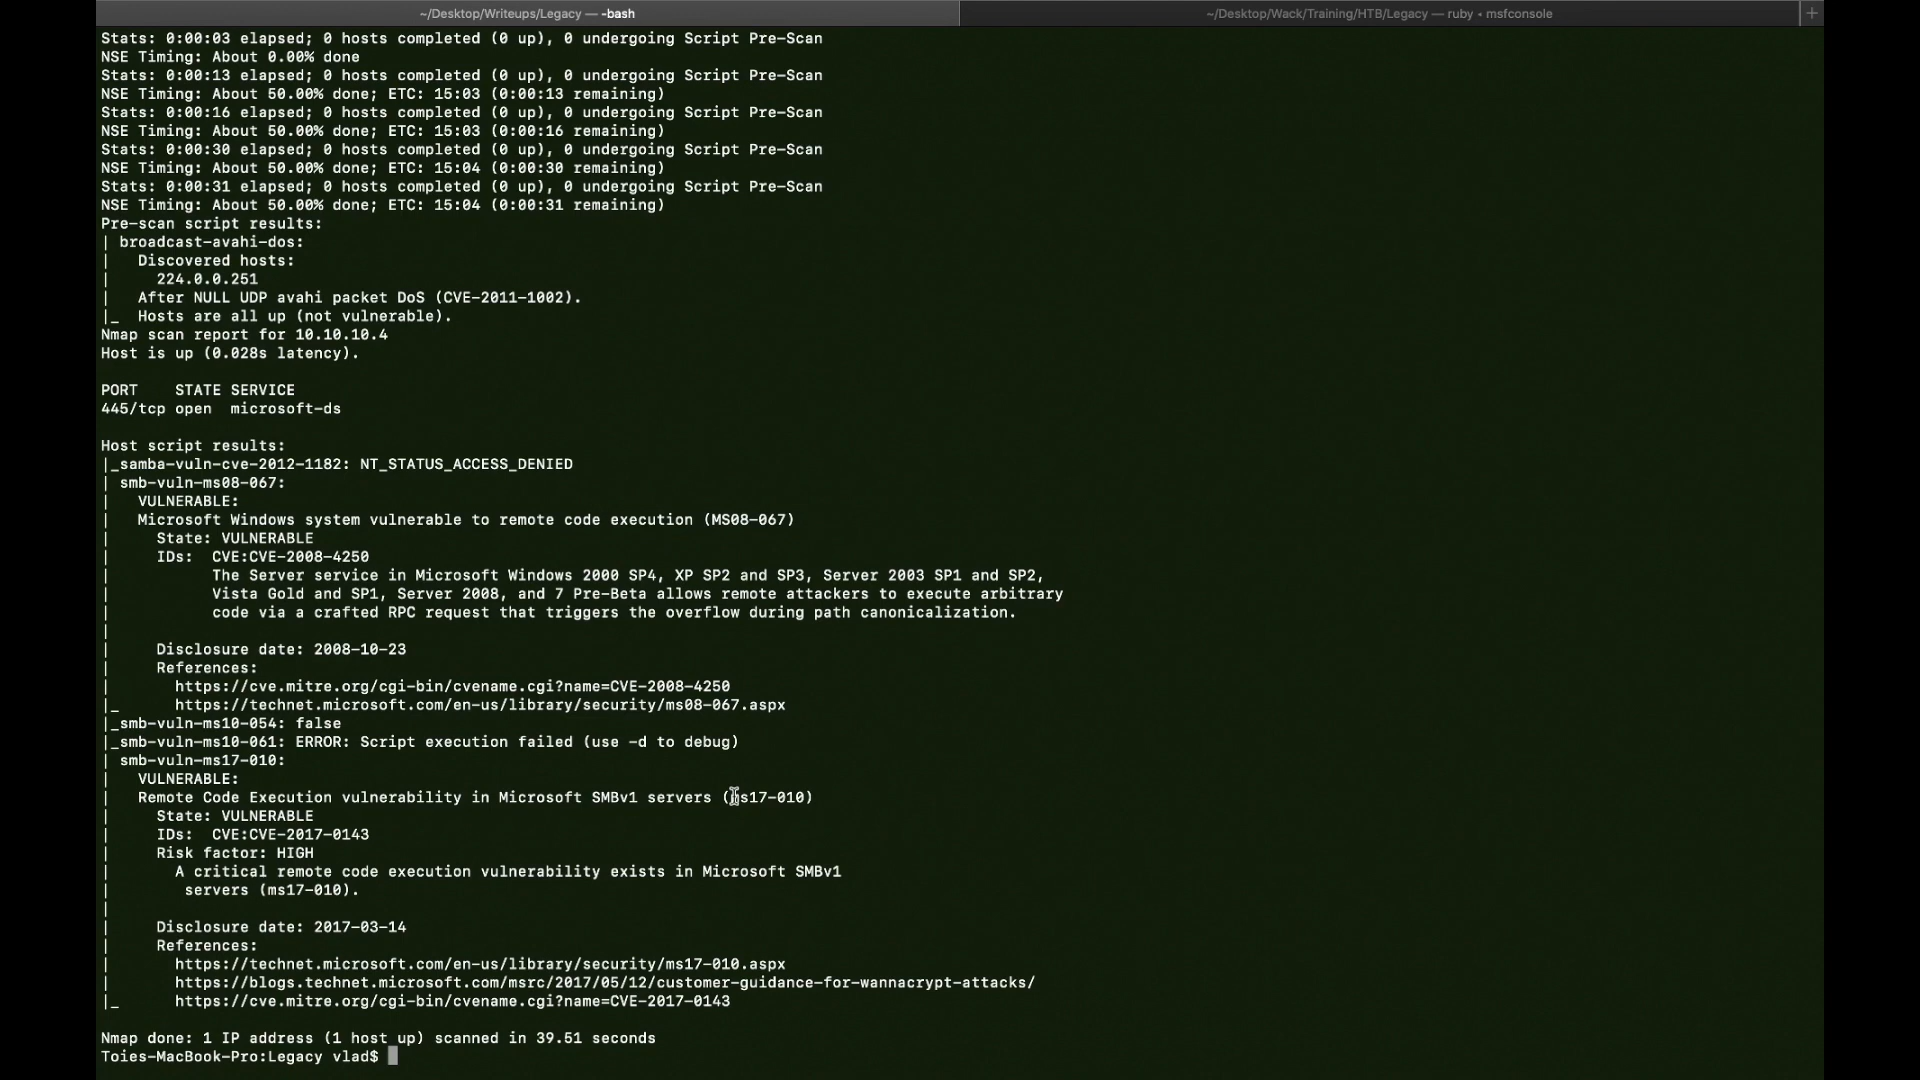 ~/Desktop/Writeups/Legacy — -bash
~/Desktop/Wack/Training/HTB/Legacy — ruby • msfconsole
+
Stats: 0:00:03 elapsed; 0 hosts completed (0 up), 0 undergoing Script Pre-Scan
NSE Timing: About 0.00% done
Stats: 0:00:13 elapsed; 0 hosts completed (0 up), 0 undergoing Script Pre-Scan
NSE Timing: About 50.00% done; ETC: 15:03 (0:00:13 remaining)
Stats: 0:00:16 elapsed; 0 hosts completed (0 up), 0 undergoing Script Pre-Scan
NSE Timing: About 50.00% done; ETC: 15:03 (0:00:16 remaining)
Stats: 0:00:30 elapsed; 0 hosts completed (0 up), 0 undergoing Script Pre-Scan
NSE Timing: About 50.00% done; ETC: 15:04 (0:00:30 remaining)
Stats: 0:00:31 elapsed; 0 hosts completed (0 up), 0 undergoing Script Pre-Scan
NSE Timing: About 50.00% done; ETC: 15:04 (0:00:31 remaining)
Pre-scan script results:
| broadcast-avahi-dos:
|   Discovered hosts:
|     224.0.0.251
|   After NULL UDP avahi packet DoS (CVE-2011-1002).
|_  Hosts are all up (not vulnerable).
Nmap scan report for 10.10.10.4
Host is up (0.028s latency).

PORT    STATE SERVICE
445/tcp open  microsoft-ds

Host script results:
|_samba-vuln-cve-2012-1182: NT_STATUS_ACCESS_DENIED
| smb-vuln-ms08-067:
|   VULNERABLE:
|   Microsoft Windows system vulnerable to remote code execution (MS08-067)
|     State: VULNERABLE
|     IDs:  CVE:CVE-2008-4250
|           The Server service in Microsoft Windows 2000 SP4, XP SP2 and SP3, Server 2003 SP1 and SP2,
|           Vista Gold and SP1, Server 2008, and 7 Pre-Beta allows remote attackers to execute arbitrary
|           code via a crafted RPC request that triggers the overflow during path canonicalization.
|
|     Disclosure date: 2008-10-23
|     References:
|       https://cve.mitre.org/cgi-bin/cvename.cgi?name=CVE-2008-4250
|_      https://technet.microsoft.com/en-us/library/security/ms08-067.aspx
|_smb-vuln-ms10-054: false
|_smb-vuln-ms10-061: ERROR: Script execution failed (use -d to debug)
| smb-vuln-ms17-010:
|   VULNERABLE:
|   Remote Code Execution vulnerability in Microsoft SMBv1 servers (ms17-010)
|     State: VULNERABLE
|     IDs:  CVE:CVE-2017-0143
|     Risk factor: HIGH
|       A critical remote code execution vulnerability exists in Microsoft SMBv1
|        servers (ms17-010).
|
|     Disclosure date: 2017-03-14
|     References:
|       https://technet.microsoft.com/en-us/library/security/ms17-010.aspx
|       https://blogs.technet.microsoft.com/msrc/2017/05/12/customer-guidance-for-wannacrypt-attacks/
|_      https://cve.mitre.org/cgi-bin/cvename.cgi?name=CVE-2017-0143

Nmap done: 1 IP address (1 host up) scanned in 39.51 seconds
Toies-MacBook-Pro:Legacy vlad$